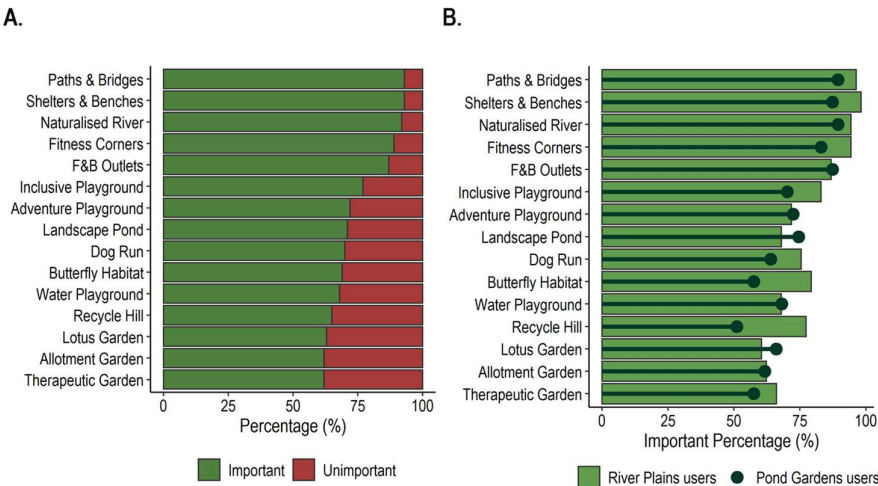 A.
Paths & Bridges
Shelters & Benches
Naturalised River
Fitness Corners
F&B Outlets
Inclusive Playground
Adventure Playground
Landscape Pond
Dog Run
Butterfly Habitat
Water Playground
Recycle Hill
Lotus Garden
Allotment Garden
Therapeutic Garden
0 25 50 75 100
Percentage (%)
Important Unimportant
B.
Paths & Bridges
Shelters & Benches
Naturalised River
Fitness Corners
F&B Outlets
Inclusive Playground
Adventure Playground
Landscape Pond
Dog Run
Butterfly Habitat
Water Playground
Recycle Hill
Lotus Garden
Allotment Garden
Therapeutic Garden
0 25 50 75 100
Important Percentage (%)
River Plains users Pond Gardens users